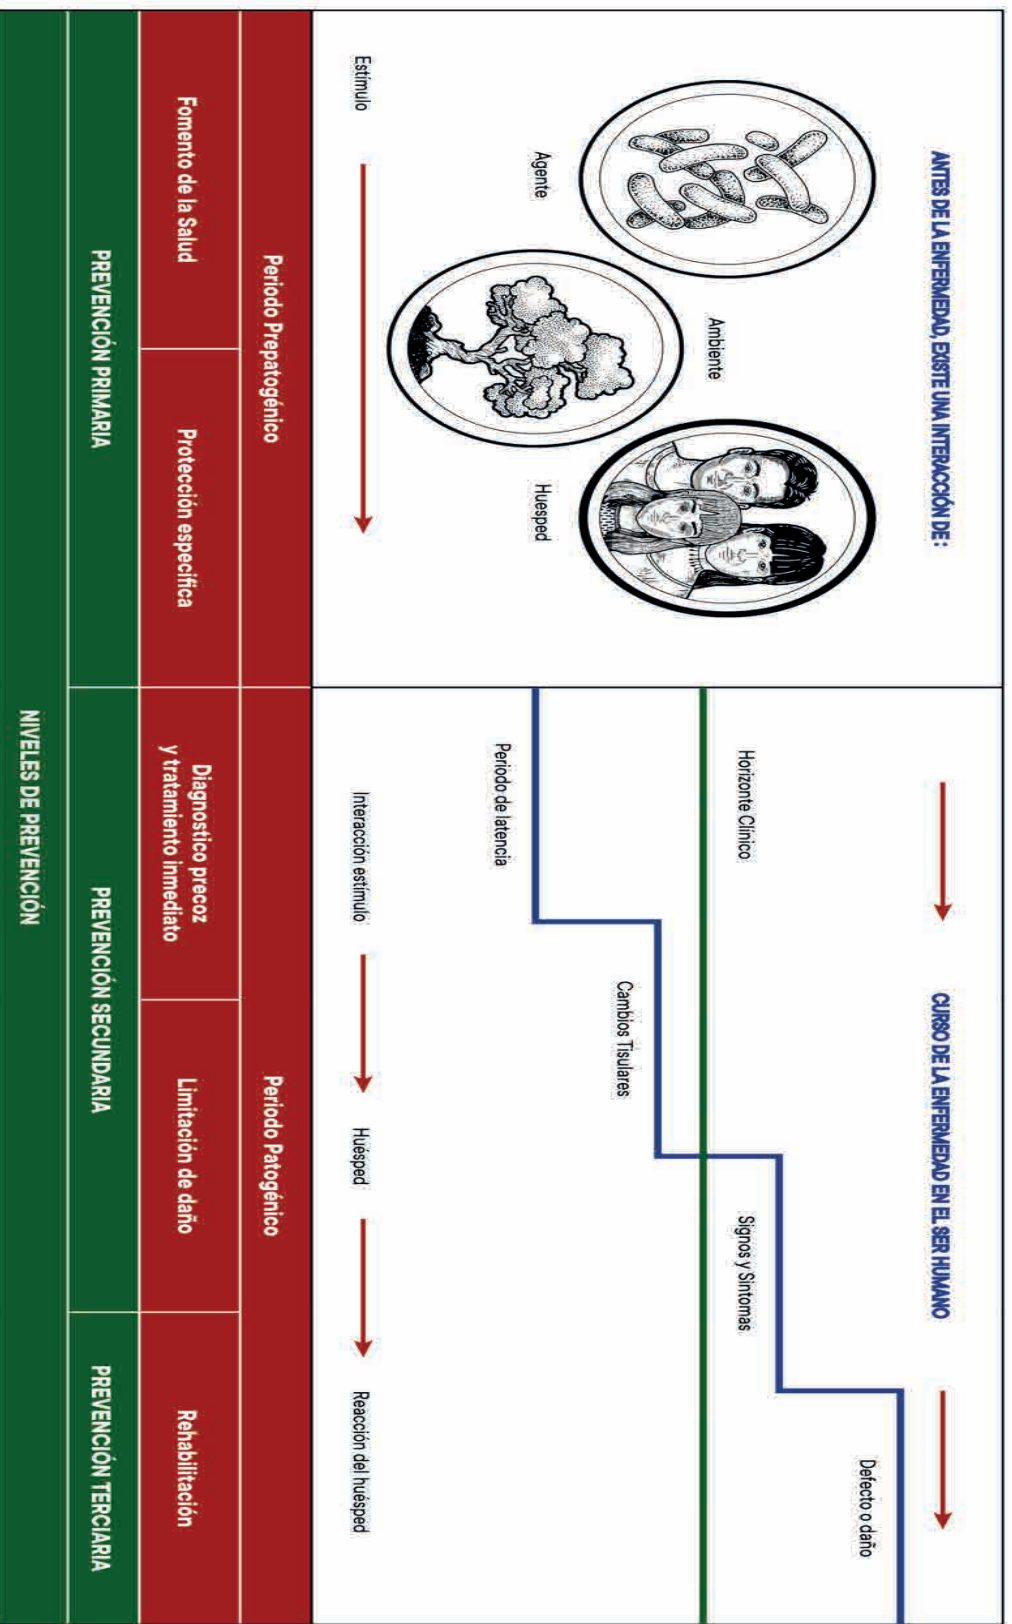 ANTES DE LA ENFERMEDAD, EXISTE UNA INTERACCIÓN DE :
CURSO DE LA ENFERMEDAD EN EL SER HUMANO
Agente
Ambiente
Huesped
Estímulo
Horizonte Clínico
Defecto o daño
Signos y Sintomas
Cambios Tisulares
Periodo de latencia
Interacción estímulo
Huésped
Reacción del huésped
Periodo Prepatogénico
Periodo Patogénico
Fomento de la Salud
Protección especifica
Diagnostico precoz
y tratamiento inmediato
Limitación de daño
Rehabilitación
PREVENCIÓN PRIMARIA
PREVENCIÓN SECUNDARIA
PREVENCIÓN TERCIARIA
NIVELES DE PREVENCIÓN